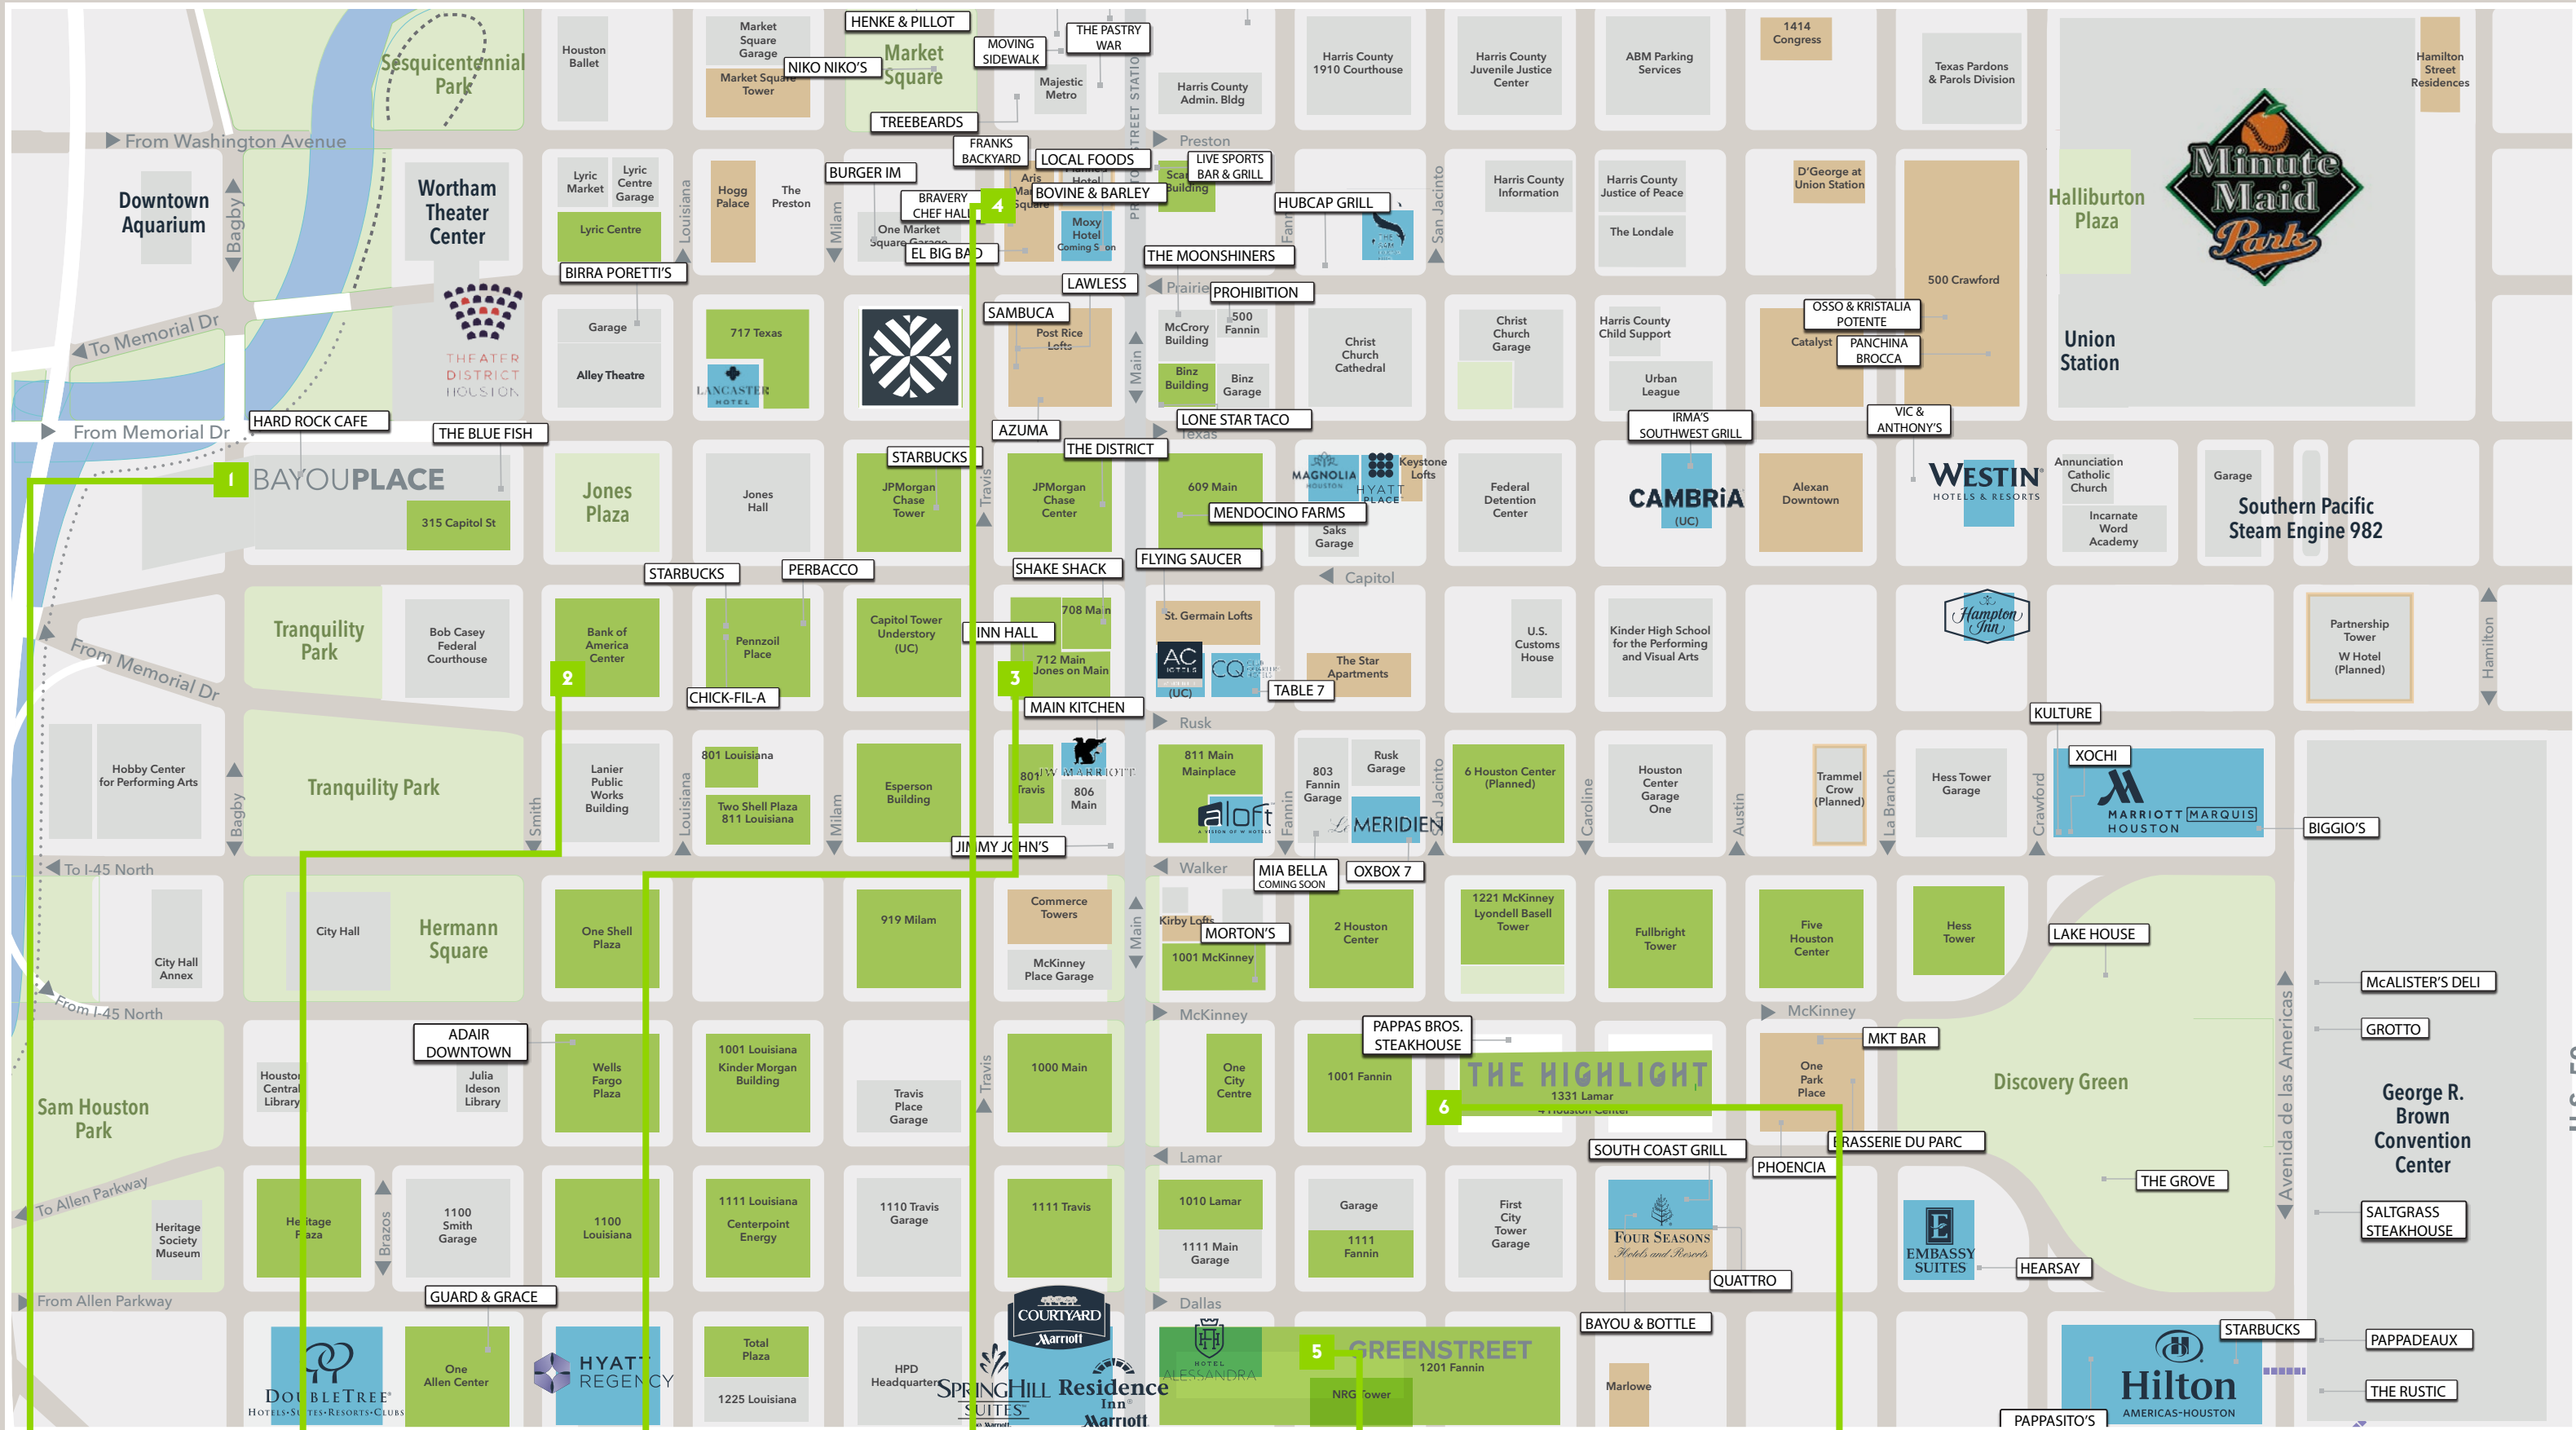 HENKE & PILLOT
THE PASTRY
WAR
MOVING
SIDEWALK
Sesquicentennial
Park
Houston
Ballet
Market
Square
Garage
Market Square
Tower
NIKO NIKO'S
Market
Square
Majestic
Metro
Harris County
Admin. Bldg
Harris County
1910 Courthouse
Harris County
Juvenile Justice
Center
ABM Parking
Services
1414
Congress
Texas Pardons
& Parols Division
Hamilton
Street
Residences
TREEBEARDS
From Washington Avenue
Preston
Downtown
Aquarium
Bagby
Wortham
Theater
Center
Lyric
Market
Lyric
Centre
Garage
Lyric Centre
Louisiana
Hogg
Palace
The
Preston
Milam
BURGER IM
FRANKS
BACKYARD
LOCAL FOODS
LIVE SPORTS
BAR & GRILL
BOVINE & BARLEY
BRAVERY
CHEF HALL
4
One Market
Square Garage
EL BIG BAD
Moxy
Hotel
HUBCAP GRILL
San Jacinto
Harris County
Information
Harris County
Justice of Peace
The Londale
D'George at
Union Station
Halliburton
Plaza
Minute
Maid
Park
BIRRA PORETTI'S
THE MOONSHINERS
LAWLESS
Prairie
PROHIBITION
SAMBUCA
To Memorial Dr
THEATER
DISTRICT
HOUSTON
Garage
Alley Theatre
717 Texas
LANCASTER
HOTEL
Post Rice
Lofts
Main
McCrory
Building
500
Fannin
Binz
Building
Binz
Garage
Christ
Church
Cathedral
Christ
Church
Garage
Harris County
Child Support
Urban
League
500 Crawford
OSSO & KRISTALIA
POTENTE
Catalyst
PANCHINA
BROCCA
Union
Station
HARD ROCK CAFE
THE BLUE FISH
From Memorial Dr
AZUMA
LONE STAR TACO
Texas
IRMA'S
SOUTHWEST GRILL
VIC &
ANTHONY'S
1
BAYOUPLACE
315 Capitol St
Jones
Plaza
Jones
Hall
STARBUCKS
JPMorgan
Chase
Tower
Travis
THE DISTRICT
JPMorgan
Chase
Center
609 Main
MENDOCINO FARMS
MAGNOLIA
HOUSTON
HYATT
PLACE
Keystone
Lofts
Saks
Garage
Federal
Detention
Center
CAMBRiA
(UC)
Alexan
Downtown
WESTIN
HOTELS & RESORTS
Annunciation
Catholic
Church
Incarnate
Word
Academy
Garage
Southern Pacific
Steam Engine 982
STARBUCKS
PERBACCO
SHAKE SHACK
FLYING SAUCER
Capitol
From Memorial Dr
Tranquility
Park
Bob Casey
Federal
Courthouse
Bank of
America
Center
2
Pennzoil
Place
CHICK-FIL-A
Capitol Tower
Understory
(UC)
FINN HALL
708 Main
712 Main
Jones on Main
3
MAIN KITCHEN
St. Germain Lofts
AC
HOTELS
(UC)
CQ
TABLE 7
The Star
Apartments
U.S.
Customs
House
Kinder High School
for the Performing
and Visual Arts
Hampton
Inn
Partnership
Tower
W Hotel
(Planned)
Hamilton
Rusk
KULTURE
Hobby Center
for Performing Arts
Bagby
Tranquility Park
Smith
Lanier
Public
Works
Building
Louisiana
801 Louisiana
Two Shell Plaza
811 Louisiana
Milam
Esperson
Building
801
Travis
JW MARRIOTT
806
Main
JIMMY JOHN'S
811 Main
Mainplace
aloft
Fannin
803
Fannin
Garage
Rusk
Garage
Le MERIDIEN
San Jacinto
6 Houston Center
(Planned)
Caroline
Houston
Center
Garage
One
Austin
Trammel
Crow
(Planned)
La Branch
Hess Tower
Garage
Crawford
XOCHI
MARRIOTT MARQUIS
HOUSTON
BIGGIO'S
To I-45 North
Walker
MIA BELLA
COMING SOON
OXBOX 7
City Hall
Annex
City Hall
Hermann
Square
One Shell
Plaza
919 Milam
Commerce
Towers
McKinney
Place Garage
Main
Kirby Lofts
MORTON'S
1001 McKinney
2 Houston
Center
1221 McKinney
Lyondell Basell
Tower
Fullbright
Tower
Five
Houston
Center
Hess
Tower
LAKE HOUSE
McALISTER'S DELI
GROTTO
From I-45 North
McKinney
McKinney
Sam Houston
Park
Houston
Central
Library
ADAIR
DOWNTOWN
Julia
Ideson
Library
Wells
Fargo
Plaza
1001 Louisiana
Kinder Morgan
Building
Travis
Place
Garage
Travis
1000 Main
One
City
Centre
1001 Fannin
PAPPAS BROS.
STEAKHOUSE
THE HIGHLIGHT
1331 Lamar
4 Houston Center
6
MKT BAR
One
Park
Place
BRASSERIE DU PARC
PHOENCIA
Discovery Green
Avenida de las Americas
George R.
Brown
Convention
Center
Lamar
SOUTH COAST GRILL
THE GROVE
SALTGRASS
STEAKHOUSE
To Allen Parkway
Heritage
Society
Museum
Heritage
Plaza
Brazos
1100
Smith
Garage
1100
Louisiana
1111 Louisiana
Centerpoint
Energy
1110 Travis
Garage
1111 Travis
1010 Lamar
1111 Main
Garage
Garage
1111
Fannin
First
City
Tower
Garage
FOUR SEASONS
Hotels and Resorts
QUATTRO
BAYOU & BOTTLE
EMBASSY
SUITES
HEARSAY
From Allen Parkway
GUARD & GRACE
Dallas
DOUBLETREE
HOTELS•SUITES•RESORTS•CLUBS
One
Allen Center
HYATT
REGENCY
Total
Plaza
1225 Louisiana
HPD
Headquarters
COURTYARD
Marriott
SPRINGHILL
SUITES
Residence
Inn
Marriott
HOTEL
ALESSANDRA
5
GREENSTREET
1201 Fannin
NRG Tower
Marlowe
STARBUCKS
Hilton
AMERICAS-HOUSTON
PAPPADEAUX
THE RUSTIC
PAPPASITO'S